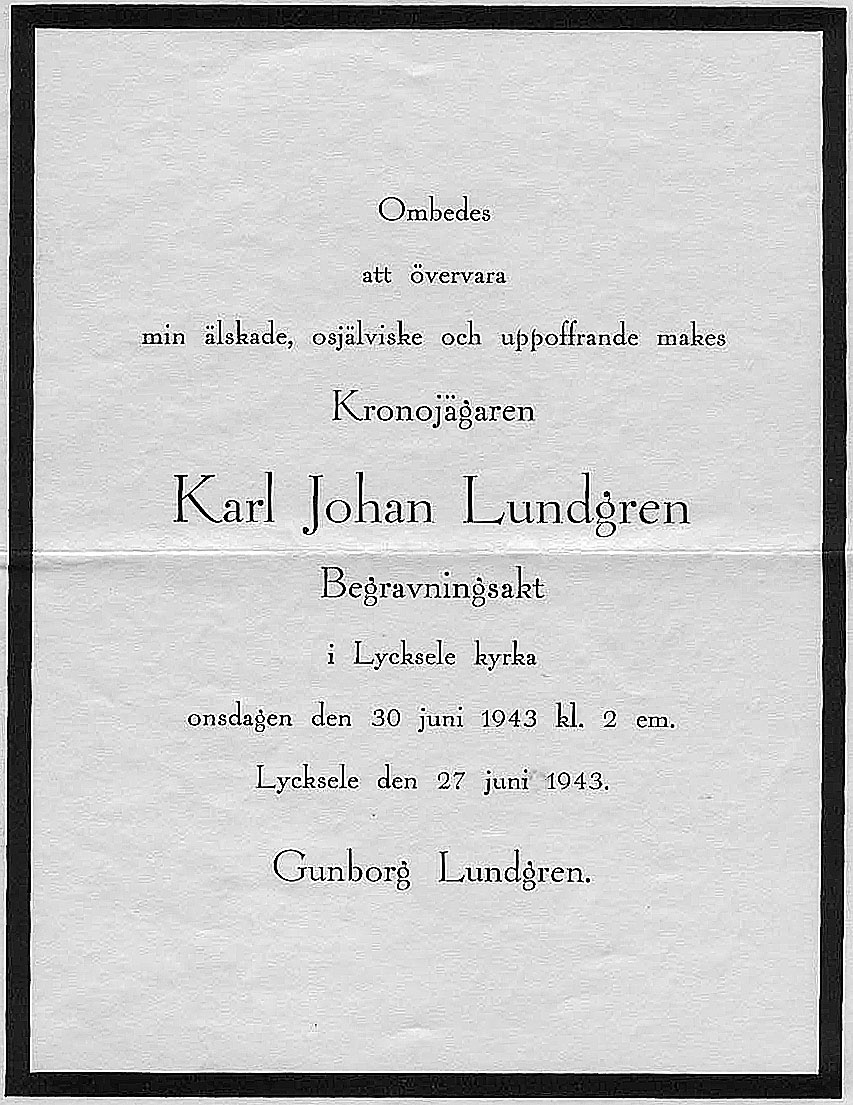 Ombedes
att övervara
min älskade, osjälviske och uppoffrande makes
Kronojägaren
Karl Johan Lundgren
Begravningsakt
i Lycksele kyrka
onsdagen den 30 juni 1943 kl. 2 em.
Lycksele den 27 juni 1943.
Gunborg Lundgren.